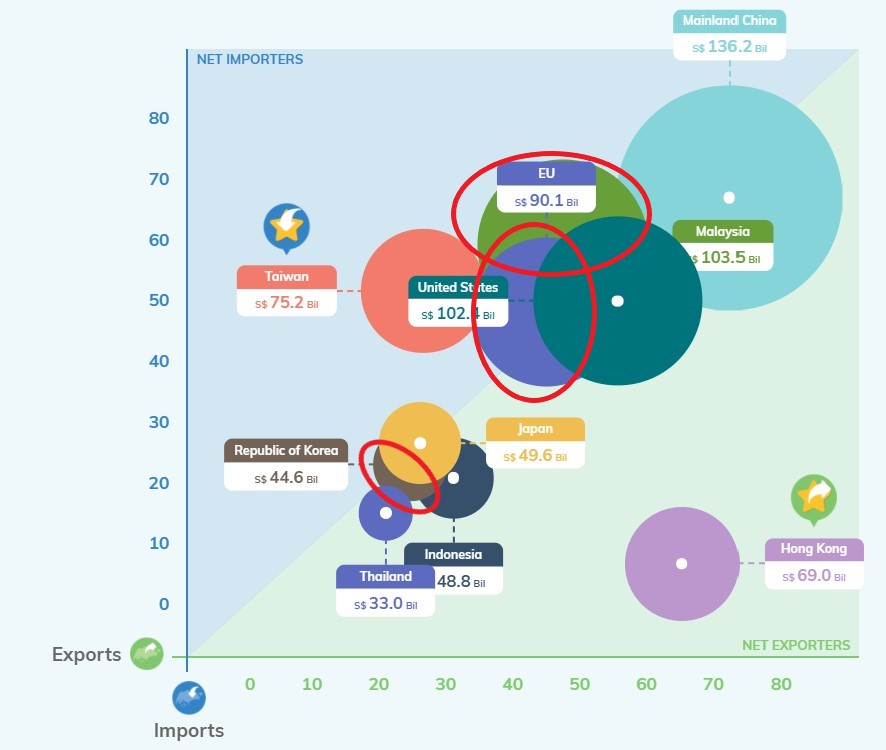 Mainland China
S$ 136.2 Bil
NET IMPORTERS
80
70
60
50
40
30
20
10
0
EU
S$ 90.1 Bil
Malaysia
S$ 103.5 Bil
Taiwan
S$ 75.2 Bil
United States
S$ 102.4 Bil
Japan
S$ 49.6 Bil
Republic of Korea
S$ 44.6 Bil
Indonesia
48.8 Bil
Thailand
S$ 33.0 Bil
Hong Kong
S$ 69.0 Bil
NET EXPORTERS
Exports
0 10 20 30 40 50 60 70 80
Imports